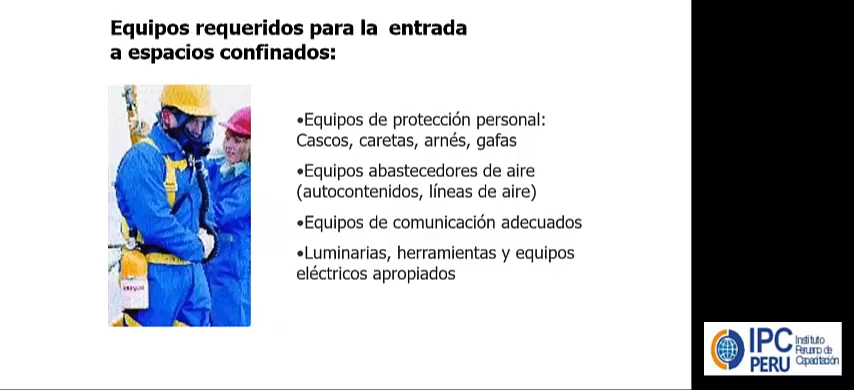 Equipos requeridos para la entrada
a espacios confinados:
•Equipos de protección personal:
Cascos, caretas, arnés, gafas
•Equipos abastecedores de aire
(autocontenidos, líneas de aire)
•Equipos de comunicación adecuados
•Luminarias, herramientas y equipos
eléctricos apropiados
IPC
PERU
Instituto
Peruano de
Capacitación